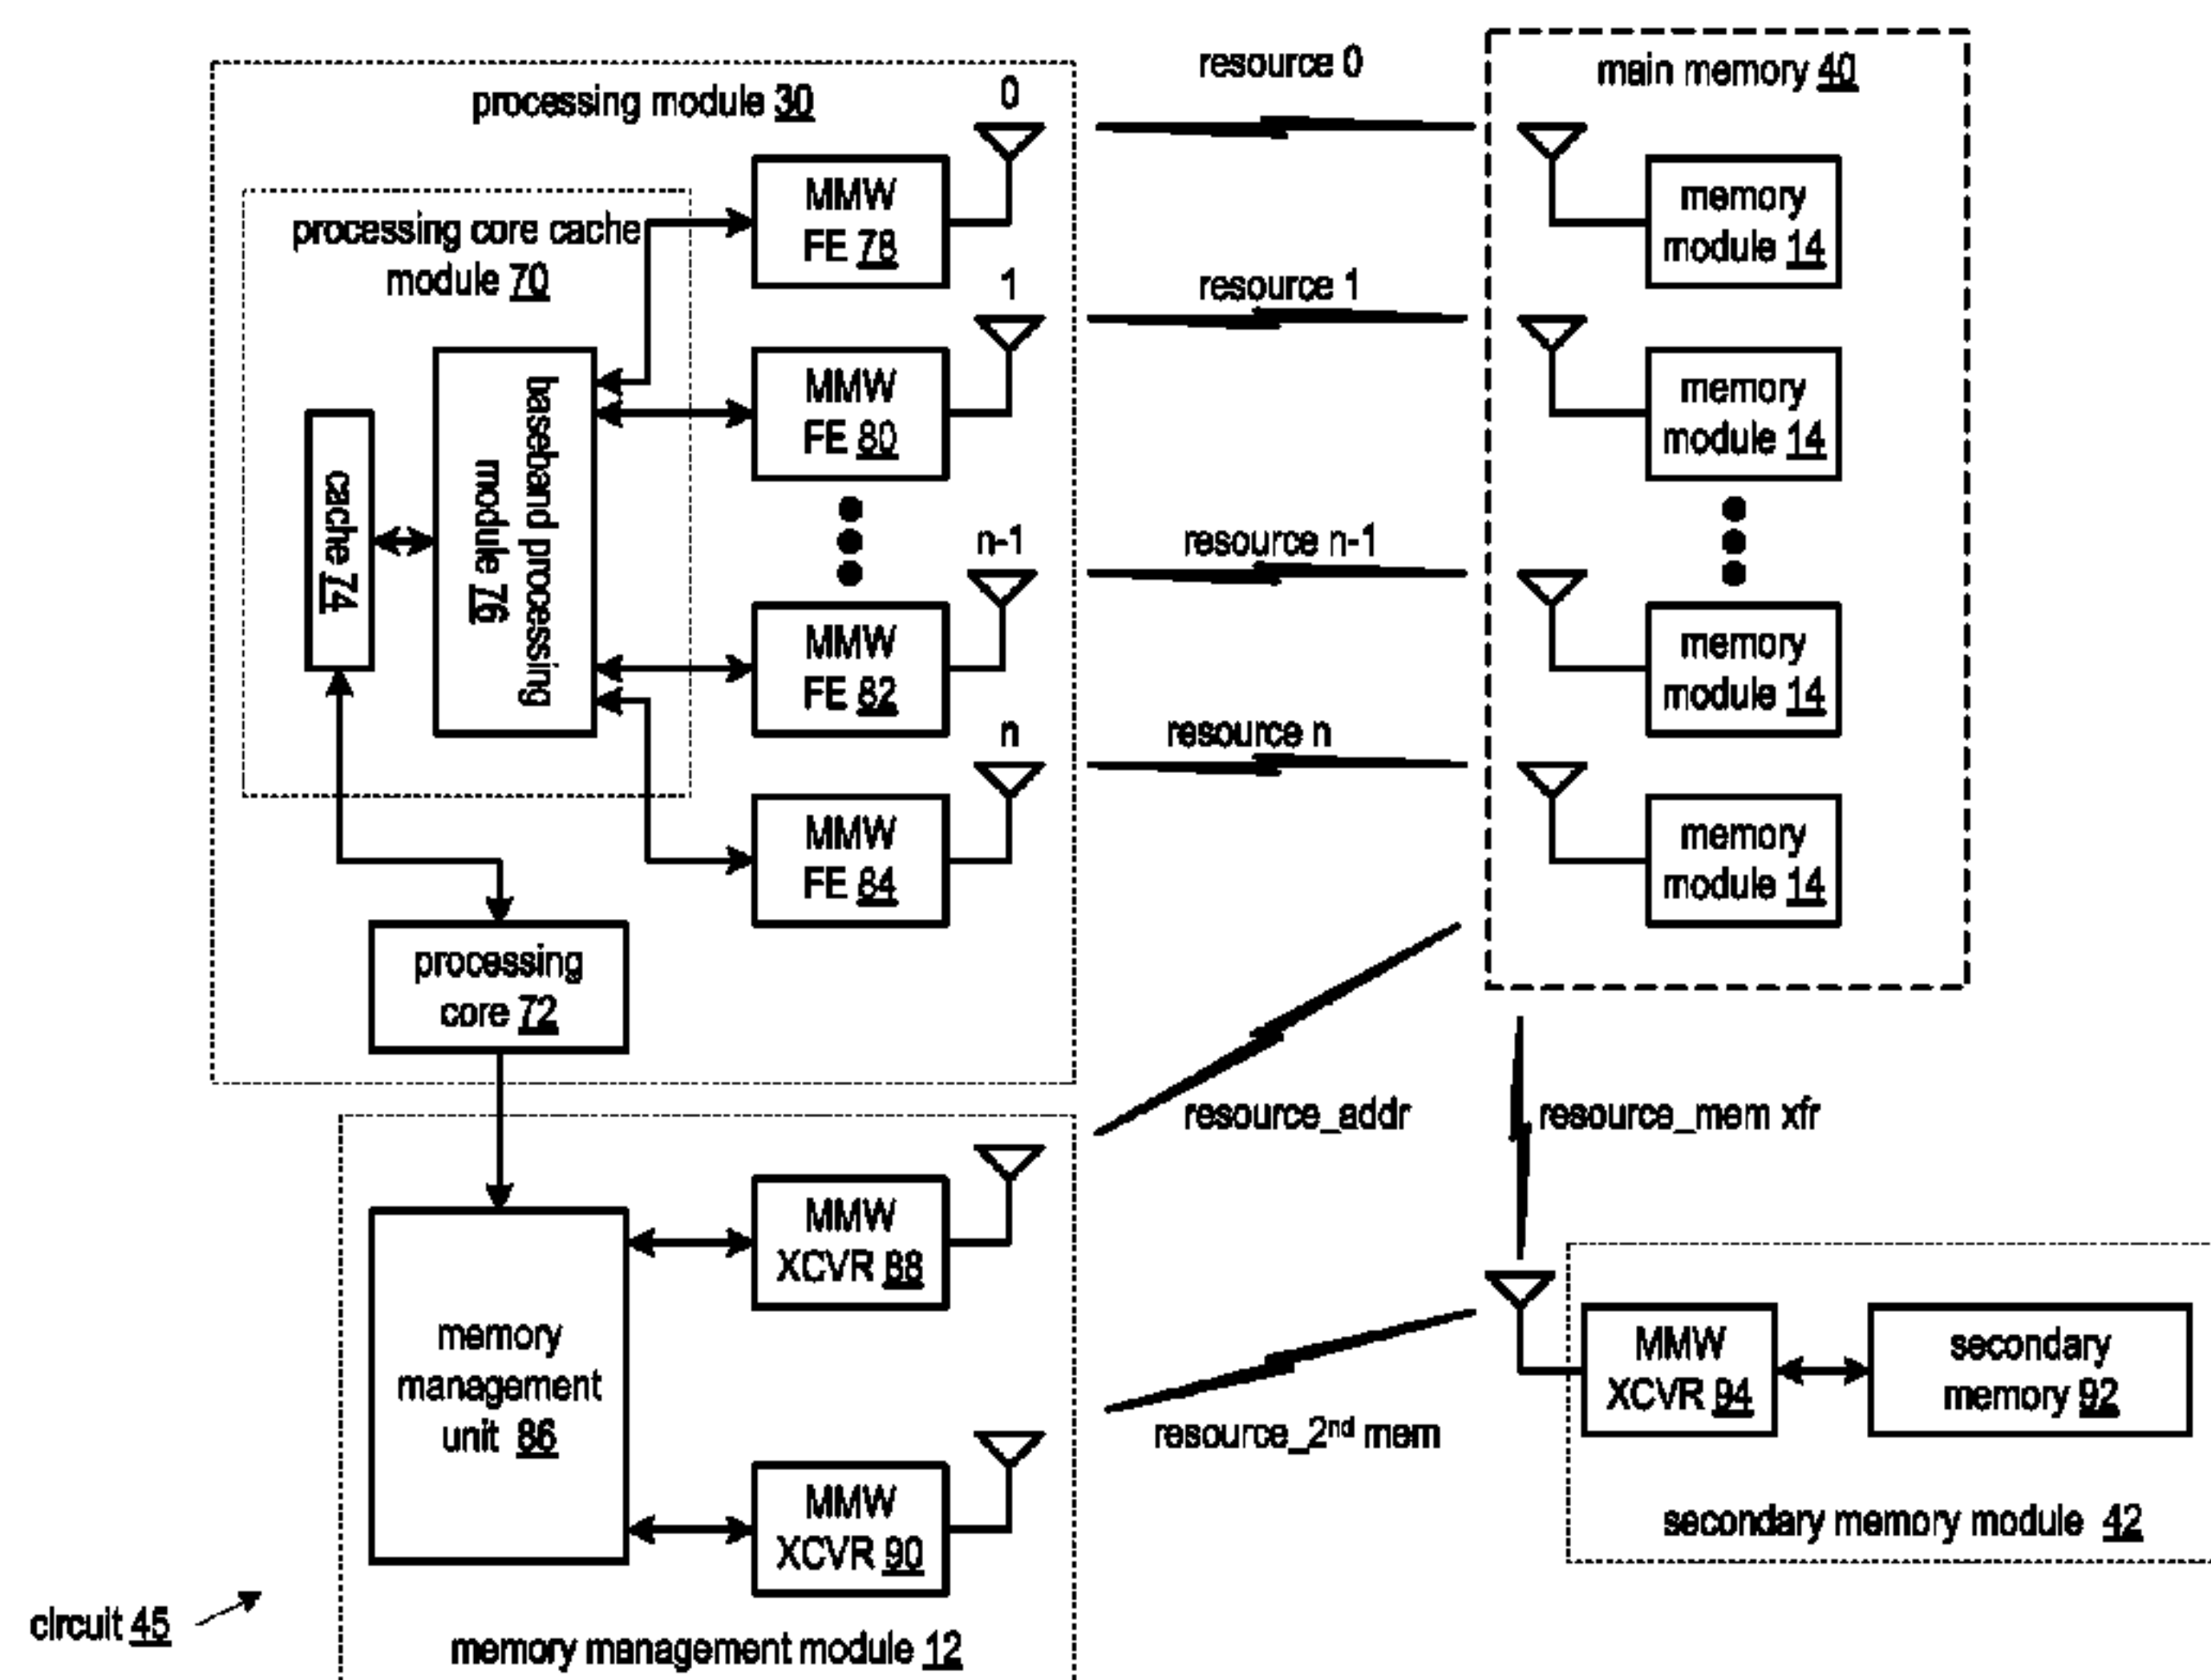 processing module 30
0
resource 0
main memory 40
MMW
FE 78
memory
module 14
processing core cache
module 70
1
resource 1
MMW
FE 80
memory
module 14
cache 74
baseband processing
module 76
n-1
resource n-1
MMW
FE 82
memory
module 14
n
resource n
MMW
FE 84
memory
module 14
processing
core 72
resource_addr
resource_mem xfr
MMW
XCVR 88
memory
management
unit 86
MMW
XCVR 94
secondary
memory 92
resource_2nd mem
MMW
XCVR 90
secondary memory module 42
circuit 45
memory management module 12